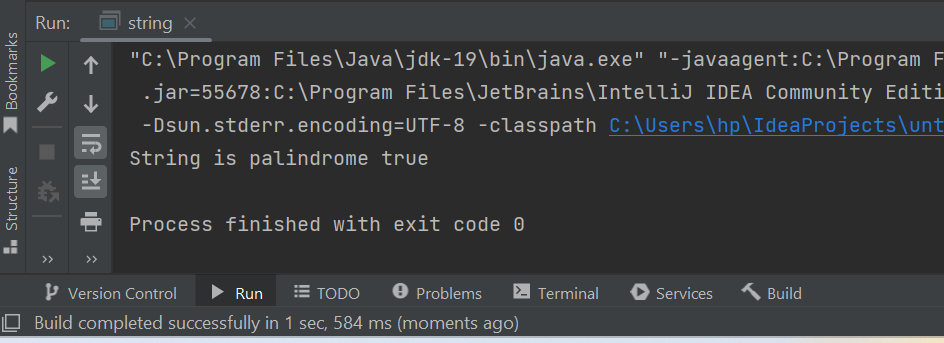 Run: string ×
"C:\Program Files\Java\jdk-19\bin\java.exe" "-javaagent:C:\Program F
.jar=55678:C:\Program Files\JetBrains\IntelliJ IDEA Community Editi
-Dsun.stderr.encoding=UTF-8 -classpath C:\Users\hp\IdeaProjects\unt
String is palindrome true
Process finished with exit code 0
Bookmarks
Structure
Version Control Run TODO Problems Terminal Services Build
Build completed successfully in 1 sec, 584 ms (moments ago)